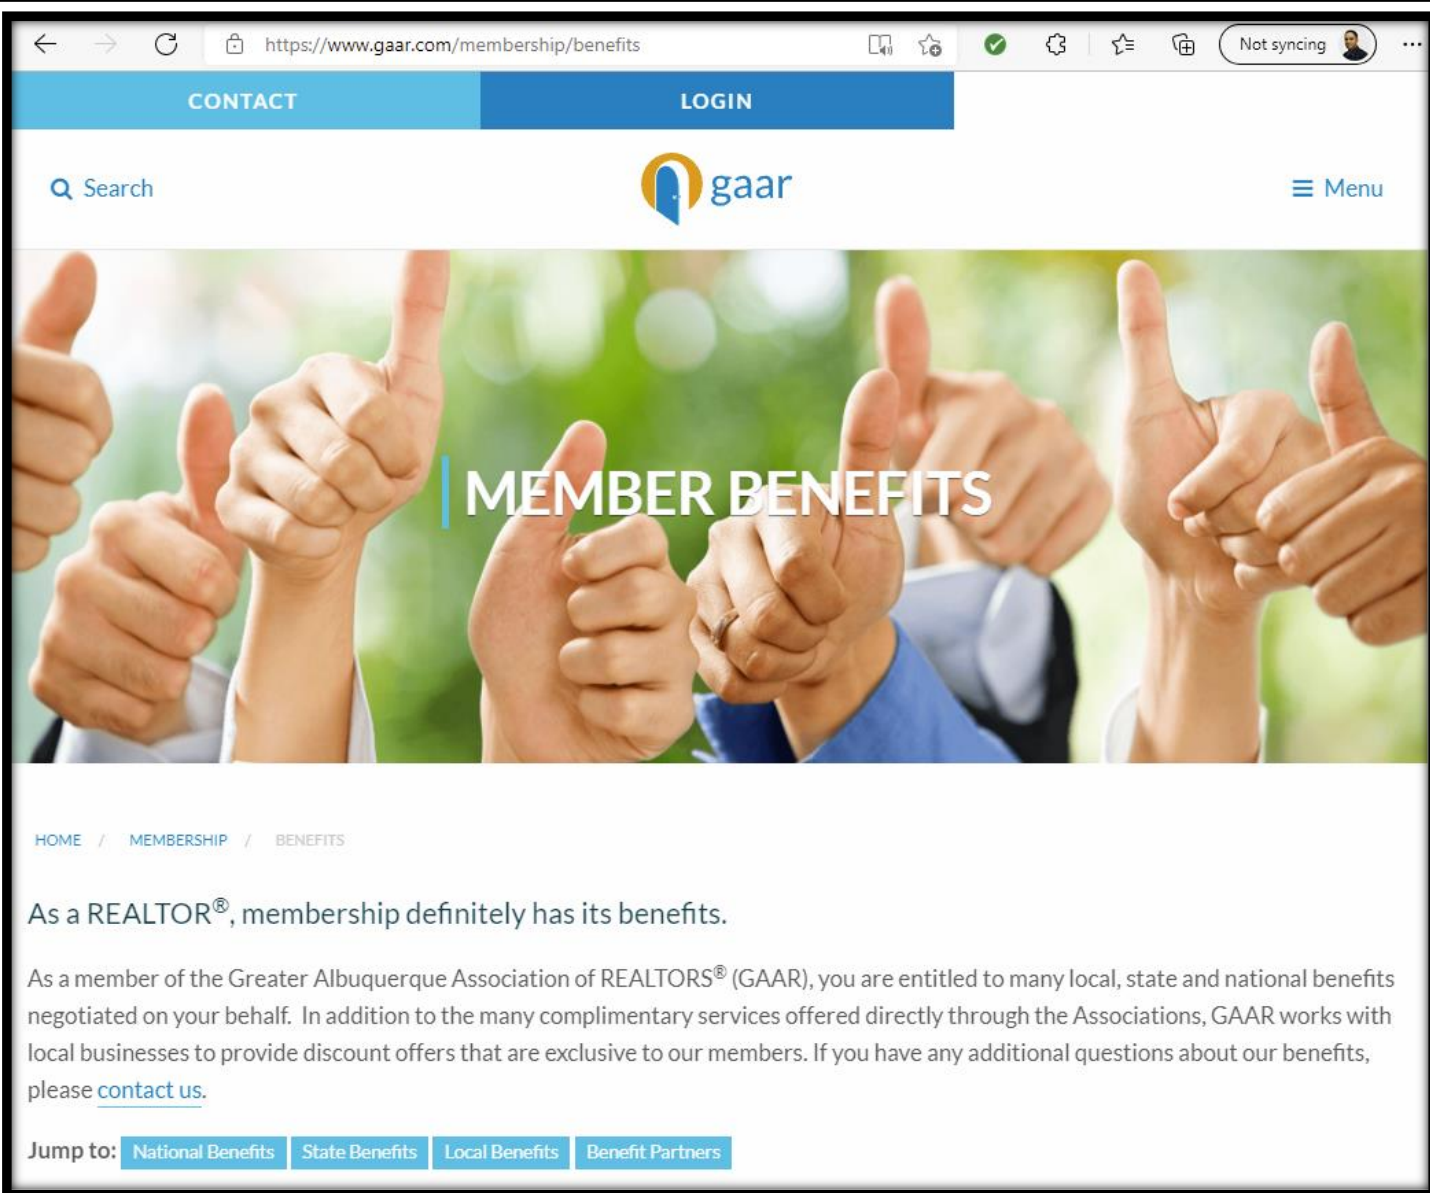 https://www.gaar.com/membership/benefits
Not syncing
CONTACT
LOGIN
Search
gaar
Menu
MEMBER BENEFITS
HOME / MEMBERSHIP / BENEFITS
As a REALTOR®, membership definitely has its benefits.
As a member of the Greater Albuquerque Association of REALTORS® (GAAR), you are entitled to many local, state and national benefits
negotiated on your behalf. In addition to the many complimentary services offered directly through the Associations, GAAR works with
local businesses to provide discount offers that are exclusive to our members. If you have any additional questions about our benefits,
please contact us.
Jump to: National Benefits State Benefits Local Benefits Benefit Partners